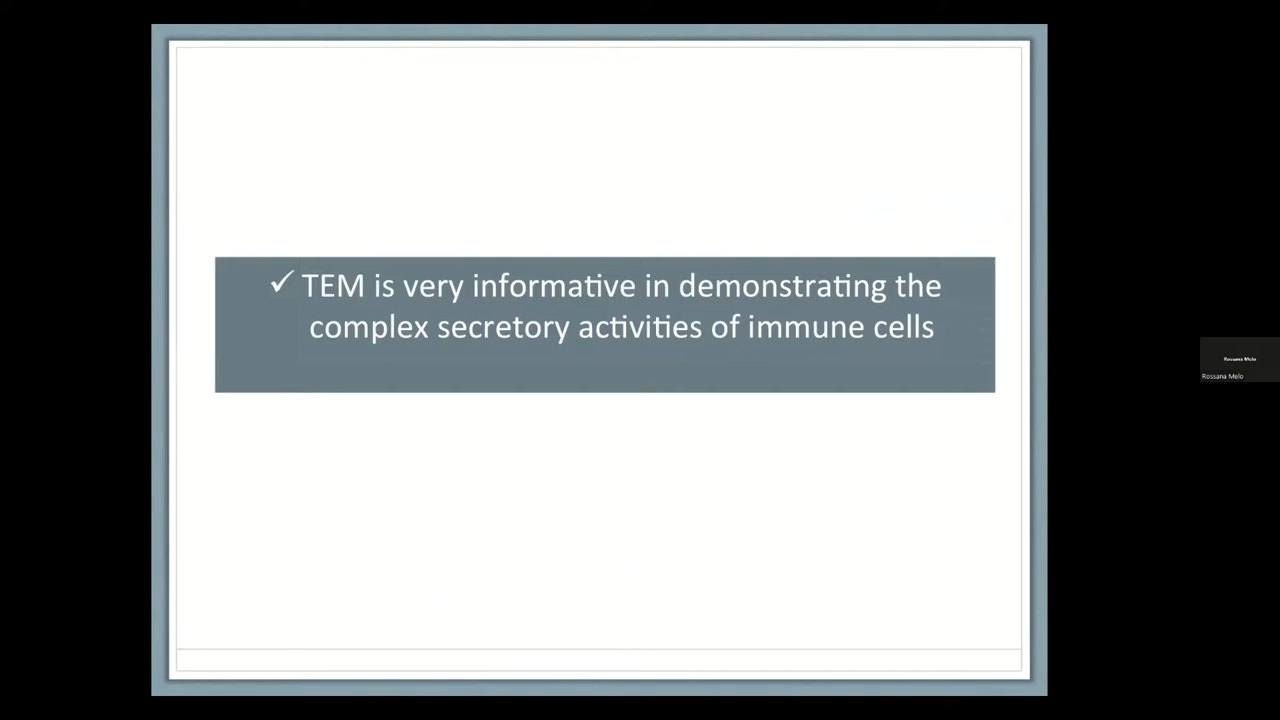 ✓ TEM is very informative in demonstrating the
complex secretory activities of immune cells
Rossana Melo
Rossana Melo